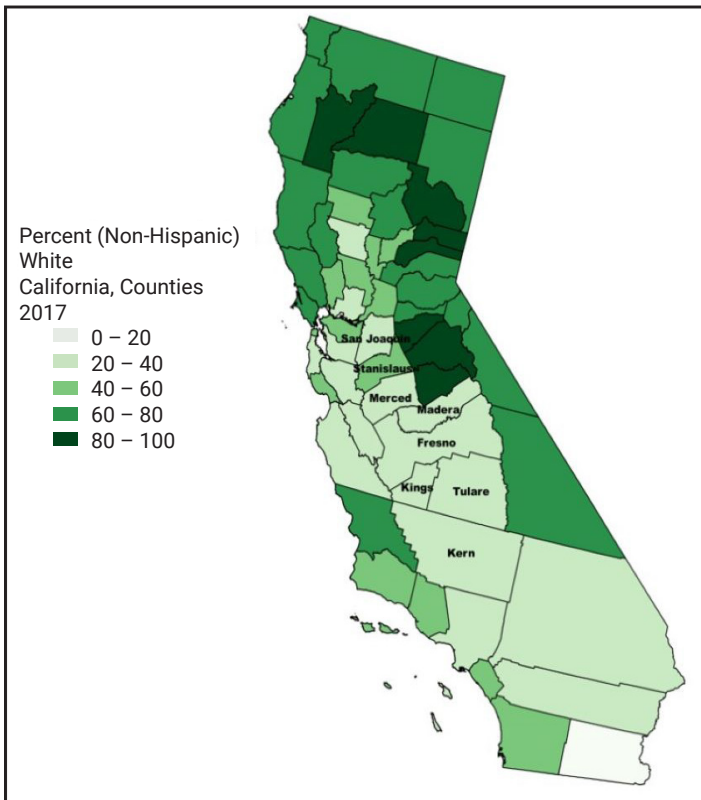 Percent (Non-Hispanic)
White
California, Counties
2017
0 – 20
20 – 40
40 – 60
60 – 80
80 – 100
San Joaquin
Stanislaus
Merced
Madera
Fresno
Kings
Tulare
Kern